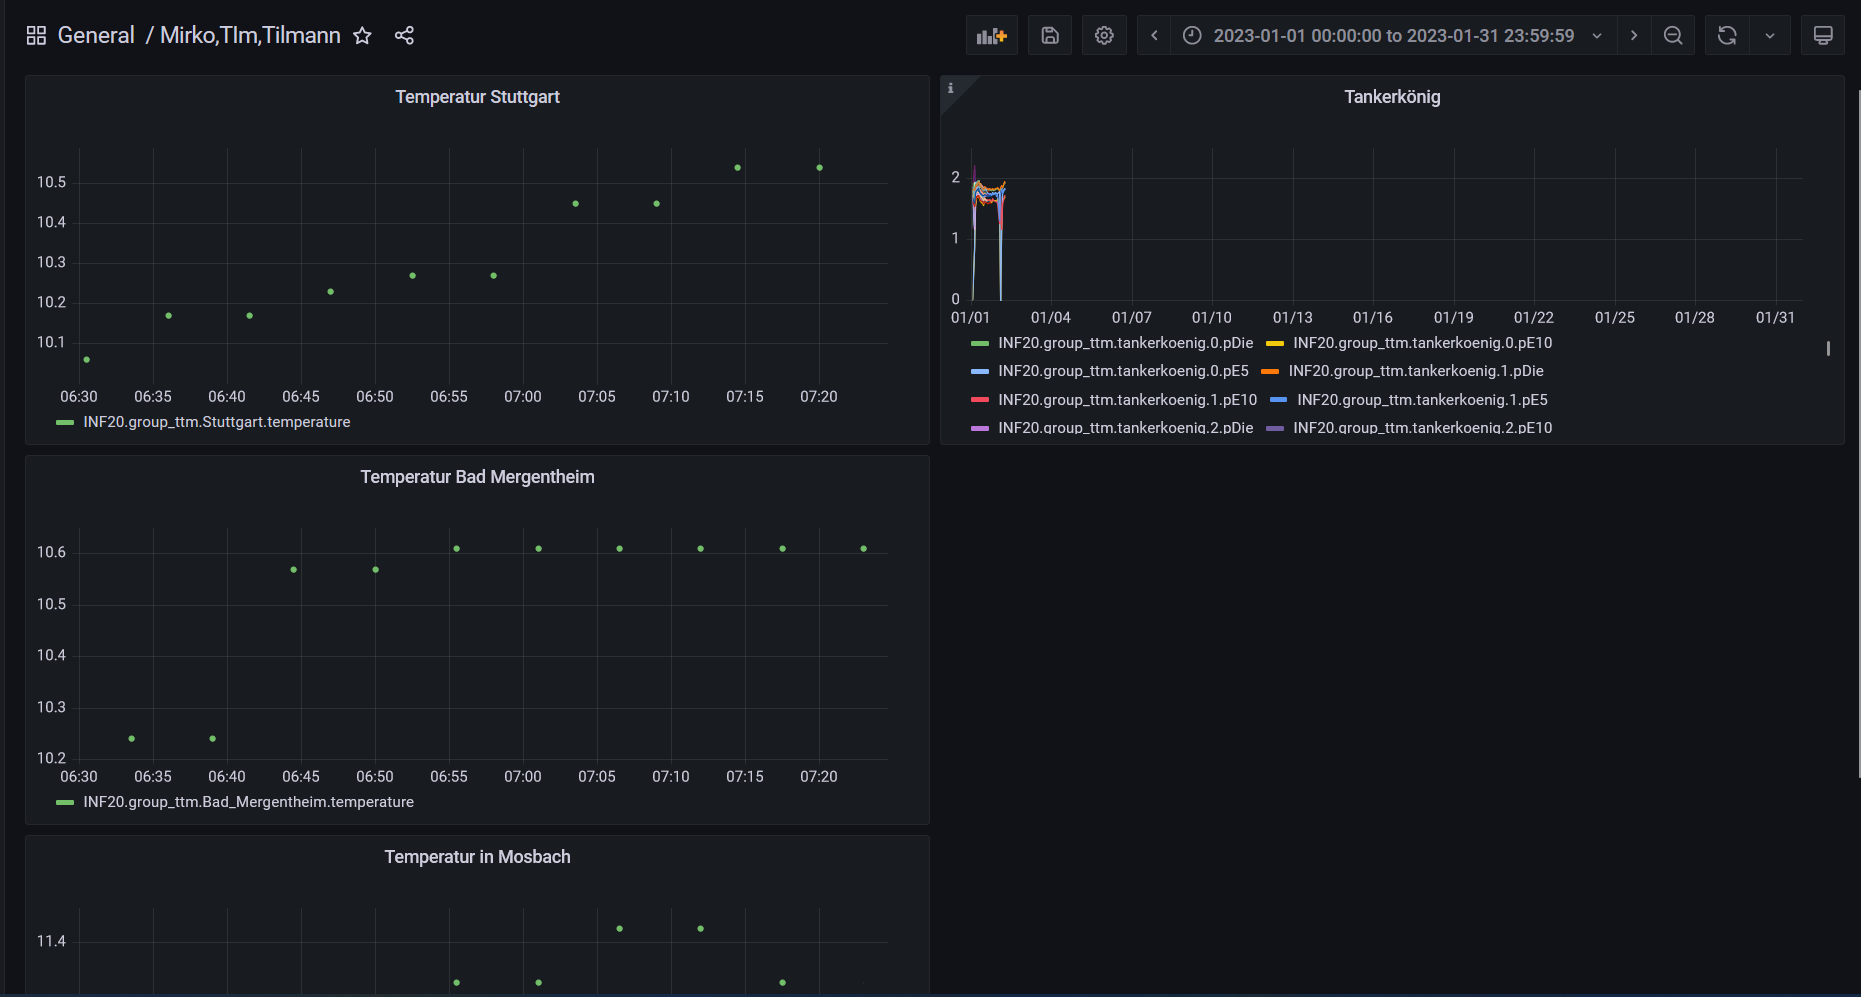 General / Mirko,TIm,Tilmann
2023-01-01 00:00:00 to 2023-01-31 23:59:59
Temperatur Stuttgart
10.5
10.4
10.3
10.2
10.1
06:30 06:35 06:40 06:45 06:50 06:55 07:00 07:05 07:10 07:15 07:20
INF20.group_ttm.Stuttgart.temperature
i
Tankerkönig
2
1
0
01/01 01/04 01/07 01/10 01/13 01/16 01/19 01/22 01/25 01/28 01/31
INF20.group_ttm.tankerkoenig.0.pDie INF20.group_ttm.tankerkoenig.0.pE10
INF20.group_ttm.tankerkoenig.0.pE5 INF20.group_ttm.tankerkoenig.1.pDie
INF20.group_ttm.tankerkoenig.1.pE10 INF20.group_ttm.tankerkoenig.1.pE5
INF20.group_ttm.tankerkoenig.2.pDie INF20.group_ttm.tankerkoenig.2.pE10
Temperatur Bad Mergentheim
10.6
10.5
10.4
10.3
10.2
06:30 06:35 06:40 06:45 06:50 06:55 07:00 07:05 07:10 07:15 07:20
INF20.group_ttm.Bad_Mergentheim.temperature
Temperatur in Mosbach
11.4